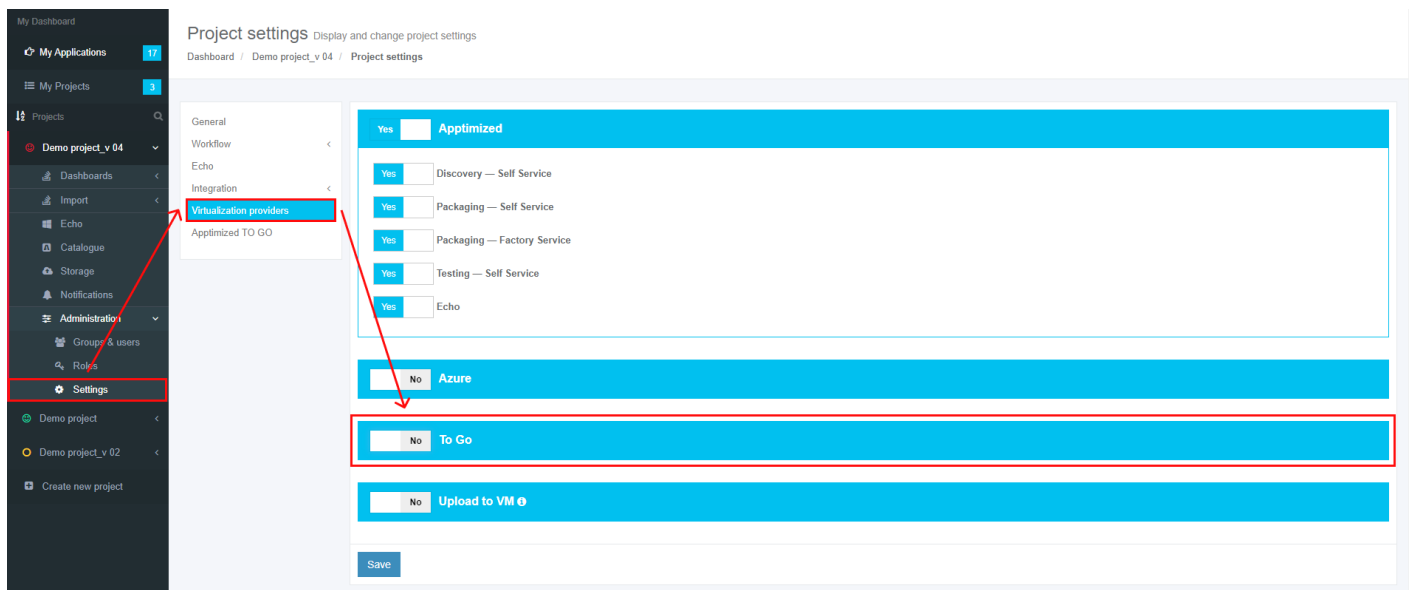 My Dashboard
My Applications 17
My Projects 3
Projects
Demo project_v 04
Dashboards
Import
Echo
Catalogue
Storage
Notifications
Administration
Groups & users
Roles
Settings
Demo project
Demo project_v 02
Create new project
Project settings Display and change project settings
Dashboard / Demo project_v 04 / Project settings
General
Workflow
Echo
Integration
Virtualization providers
Apptimized TO GO
Yes Apptimized
Yes Discovery — Self Service
Yes Packaging — Self Service
Yes Packaging — Factory Service
Yes Testing — Self Service
Yes Echo
No Azure
No To Go
No Upload to VM
Save